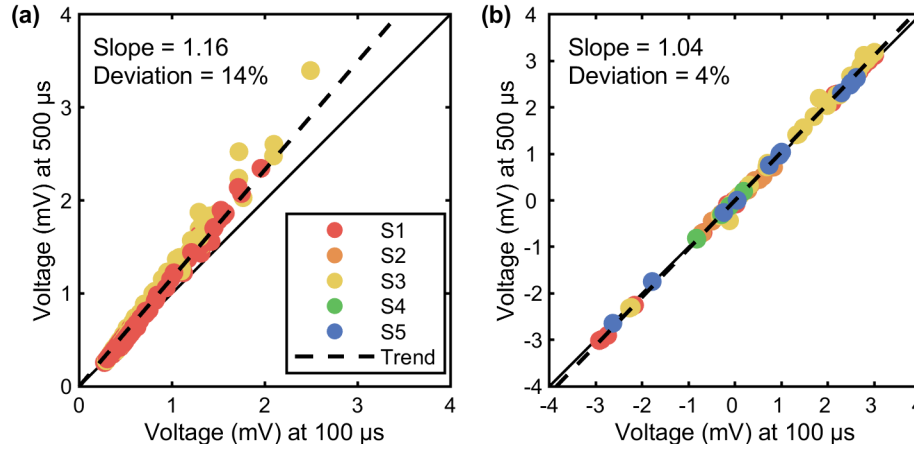 (a)
Slope = 1.16
Deviation = 14%
Voltage (mV) at 500 µs
4
3
2
1
0
S1
S2
S3
S4
S5
Trend
0 1 2 3 4
Voltage (mV) at 100 µs
(b)
Slope = 1.04
Deviation = 4%
Voltage (mV) at 500 µs
4
3
2
1
0
-1
-2
-3
-4
-4 -3 -2 -1 0 1 2 3 4
Voltage (mV) at 100 µs